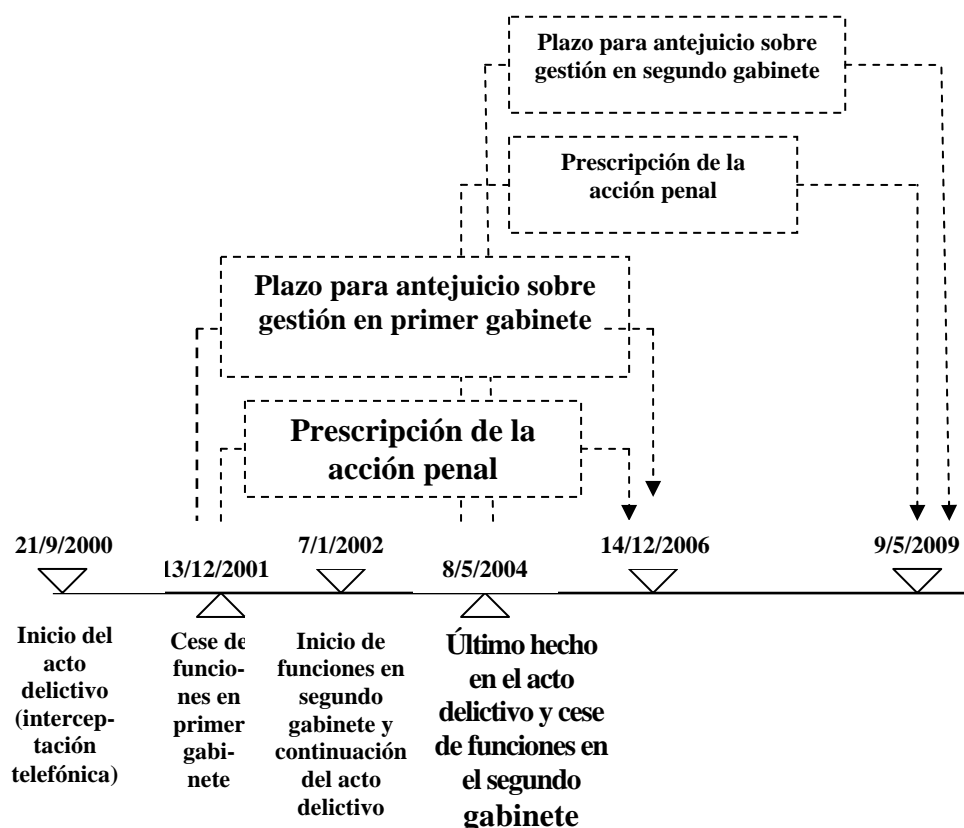 Plazo para antejuicio sobre
gestión en segundo gabinete
Prescripción de la
acción penal
Plazo para antejuicio sobre
gestión en primer gabinete
Prescripción de la
acción penal
21/9/2000
13/12/2001
7/1/2002
8/5/2004
14/12/2006
9/5/2009
Inicio del
acto
delictivo
(intercep-
tación
telefónica)
Cese de
funcio-
nes en
primer
gabi-
nete
Inicio de
funciones en
segundo
gabinete y
continuación
del acto
delictivo
Último hecho
en el acto
delictivo y cese
de funciones en
el segundo
gabinete